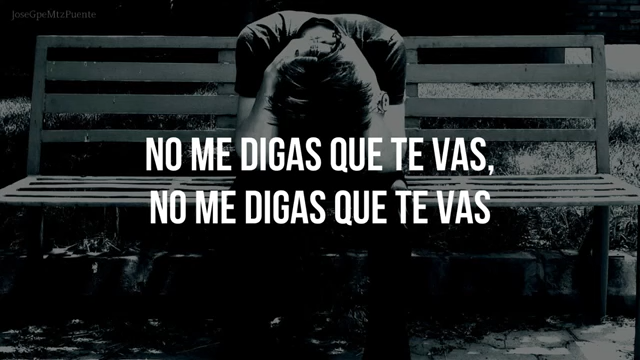 JoseGpeMtzPuente
NO ME DIGAS QUE TE VAS,
NO ME DIGAS QUE TE VAS